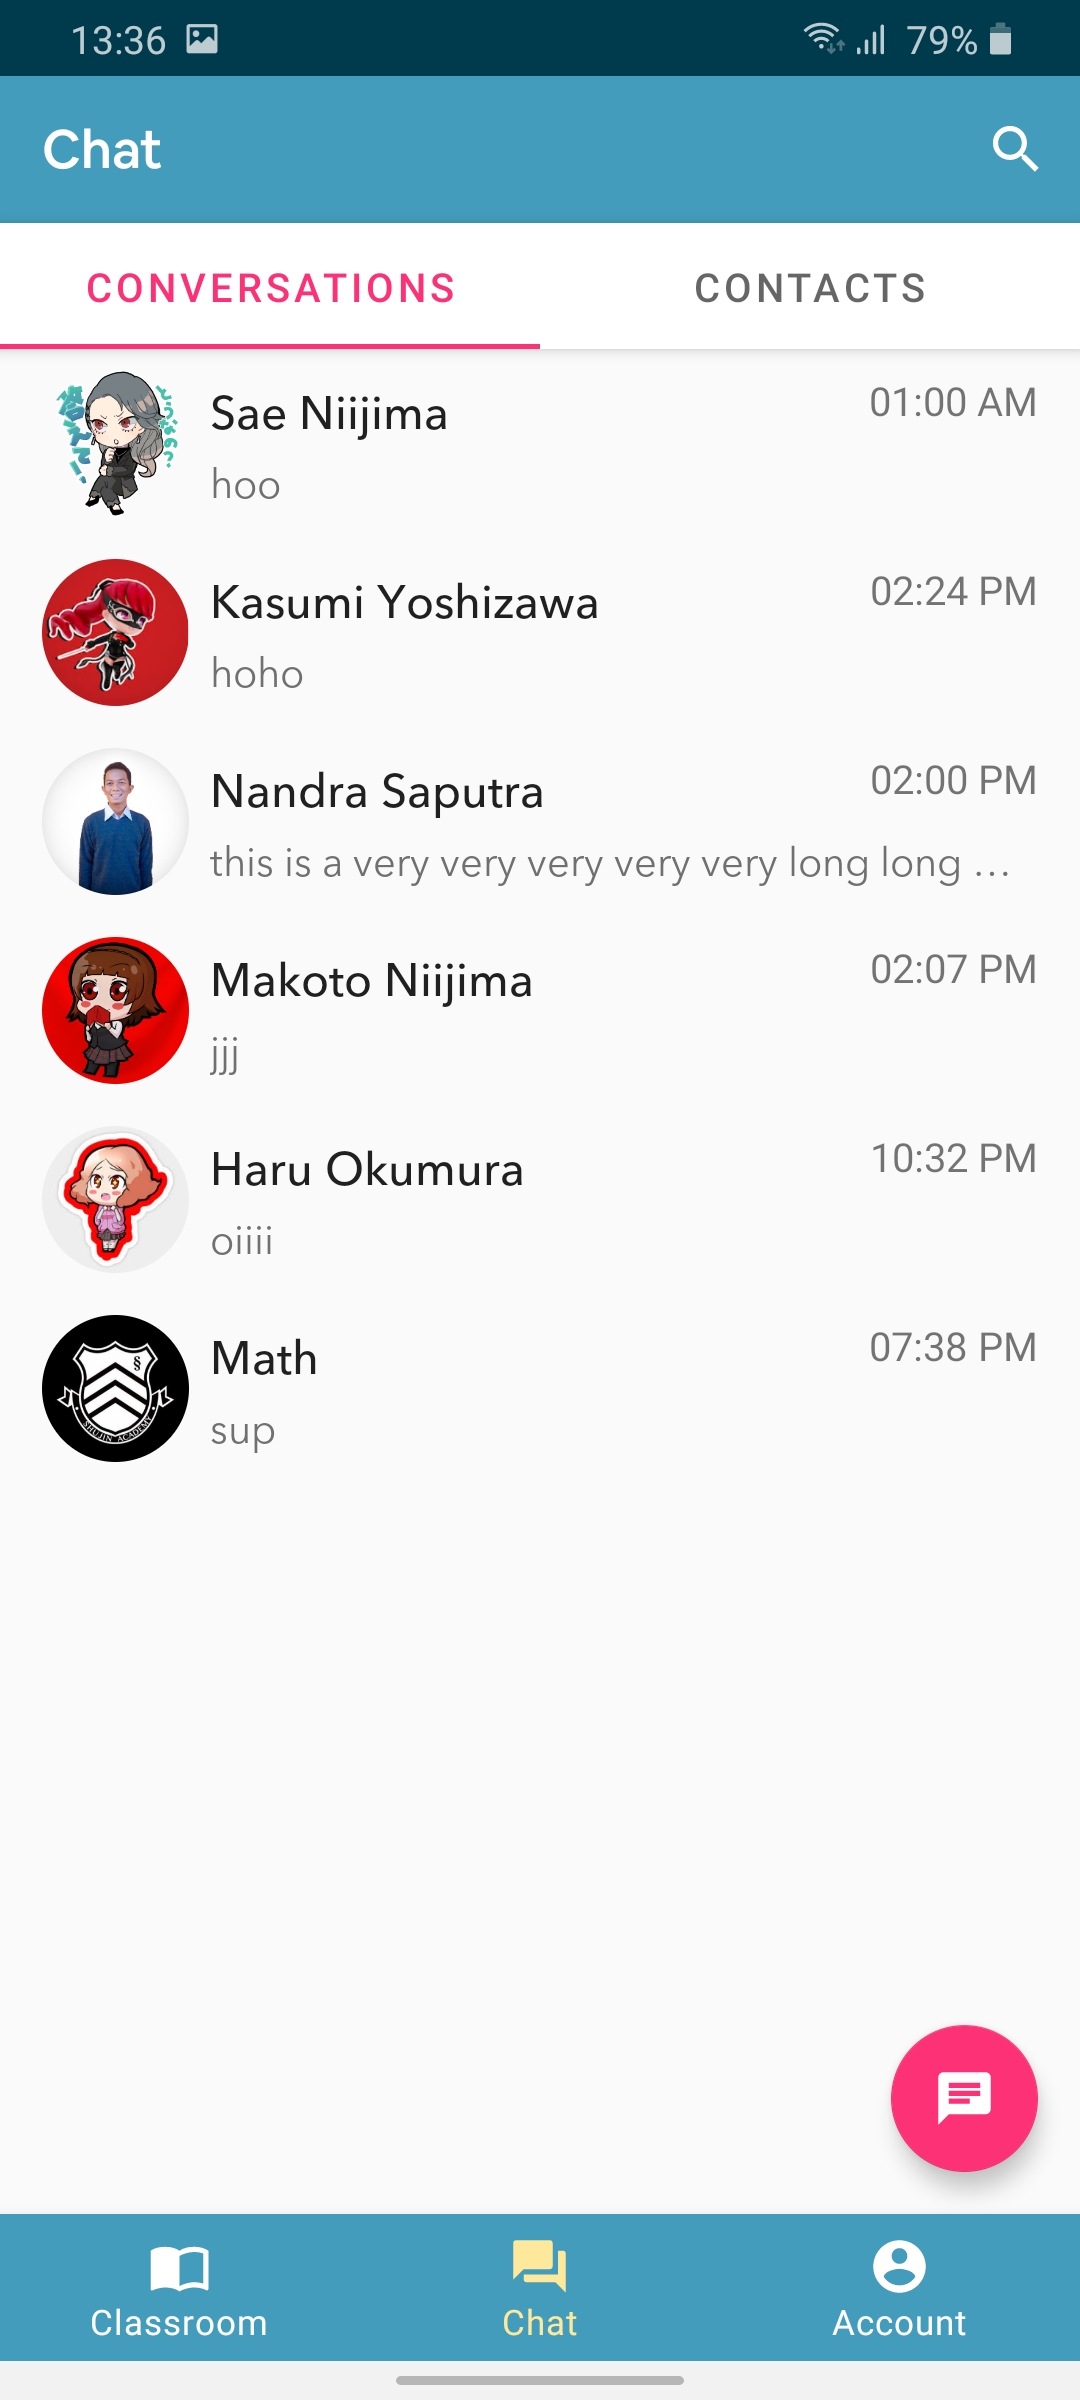 13:36 79%
Chat
CONVERSATIONS CONTACTS
Sae Niijima 01:00 AM
hoo
Kasumi Yoshizawa 02:24 PM
hoho
Nandra Saputra 02:00 PM
this is a very very very very very long long ...
Makoto Niijima 02:07 PM
jjj
Haru Okumura 10:32 PM
oiiii
Math 07:38 PM
§
SHUJIN ACADEMY
sup
Classroom Chat Account